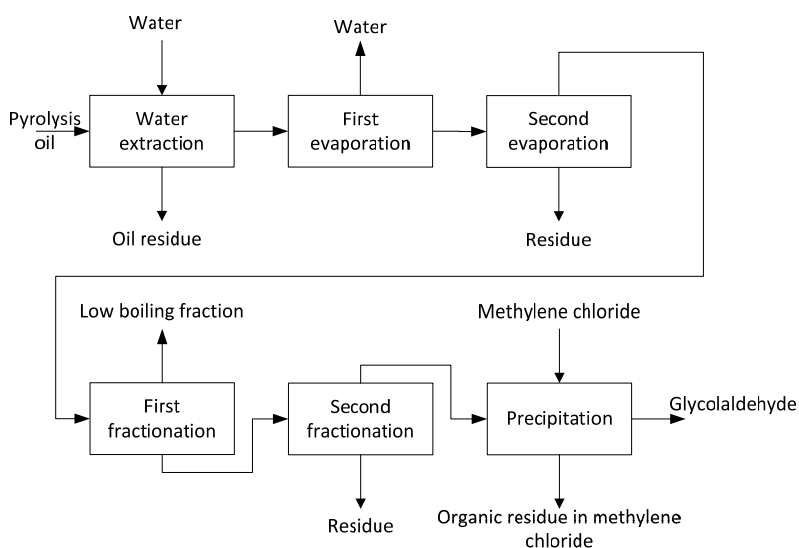 Water
Water
Pyrolysis
oil
Water
extraction
First
evaporation
Second
evaporation
Oil residue
Residue
Low boiling fraction
Methylene chloride
First
fractionation
Second
fractionation
Precipitation
Glycolaldehyde
Residue
Organic residue in methylene
chloride